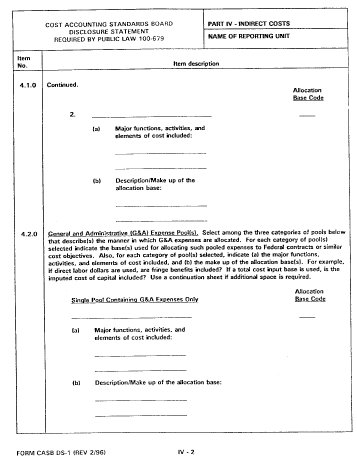 COST ACCOUNTING STANDARDS BOARD
DISCLOSURE STATEMENT
REQUIRED BY PUBLIC LAW 100-679
PART IV - INDIRECT COSTS
NAME OF REPORTING UNIT
Item
No.
Item description
4.1.0 Continued.
Allocation
Base Code
2.
(a) Major functions, activities, and
elements of cost included:
(b) Description/Make up of the
allocation base:
4.2.0 General and Administrative (G&A) Expense Pool(s). Select among the three categories of pools below
that describe(s) the manner in which G&A expenses are allocated. For each category of pool(s)
selected indicate the base(s) used for allocating such pooled expenses to Federal contracts or similar
cost objectives. Also, for each category of pool(s) selected, indicate (a) the major functions,
activities, and elements of cost included, and (b) the make up of the allocation base(s). For example,
if direct labor dollars are used, are fringe benefits included? If a total cost input base is used, is the
imputed cost of capital included? Use a continuation sheet if additional space is required.
Allocation
Base Code
Single Pool Containing G&A Expenses Only
(a) Major functions, activities, and
elements of cost included:
(b) Description/Make up of the allocation base:
FORM CASB DS-1 (REV 2/96) IV - 2